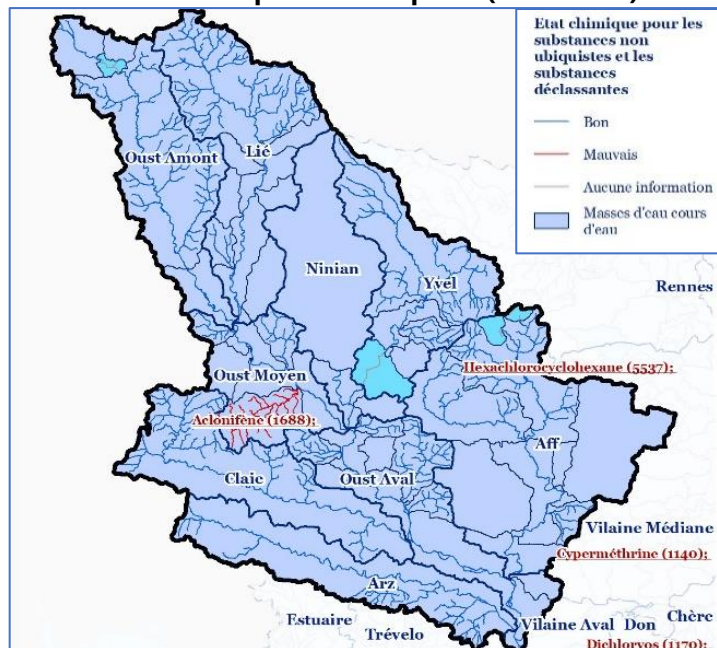 Etat chimique pour les
substances non
ubiquistes et les
substances
déclassantes
Bon
Mauvais
Aucune information
Masses d'eau cours
d'eau
Oust Amont
Lié
Ninian
Yvel
Rennes
Oust Moyen
Hexachlorocyclohexane (5537);
Aclonifène (1688);
Aff
Claie
Oust Aval
Vilaine Médiane
Cyperméthrine (1140);
Arz
Estuaire
Trévelo
Vilaine Aval
Don
Chère
Dichlorvos (1170);